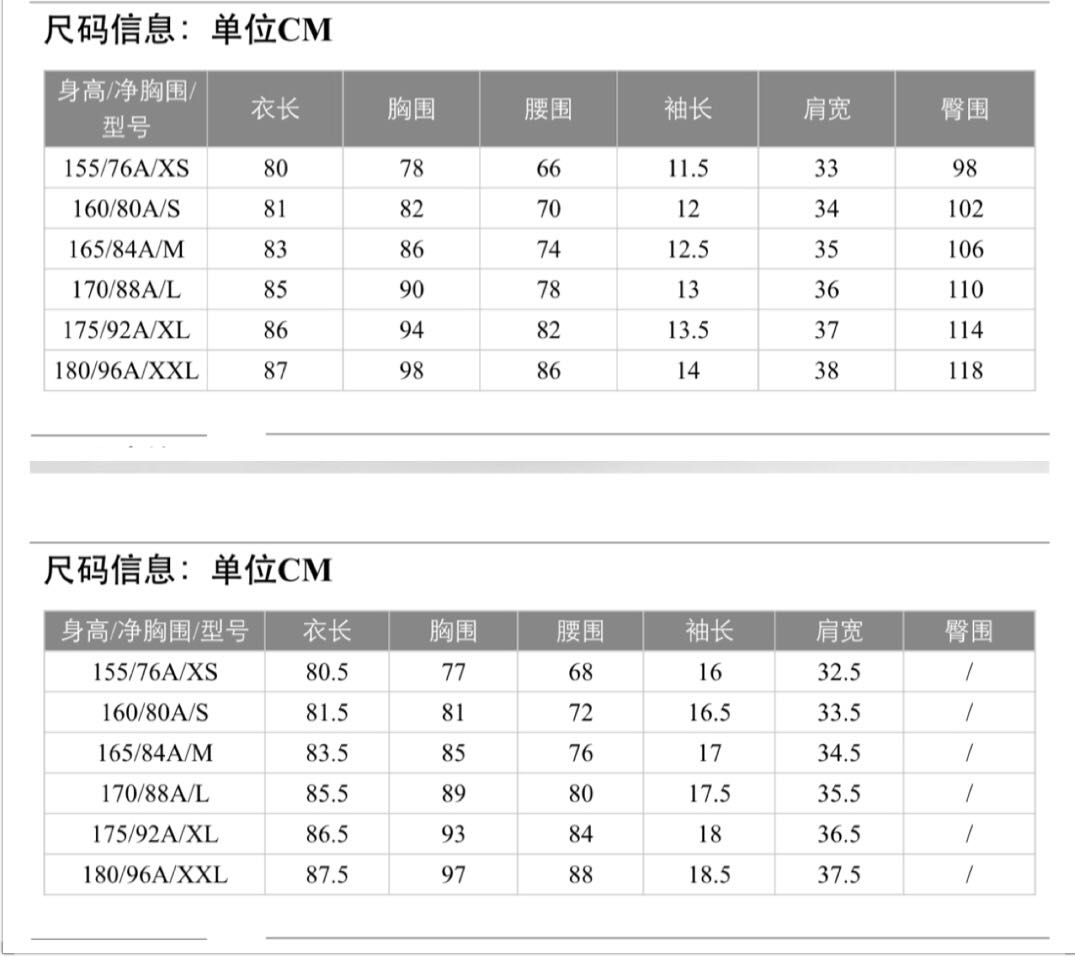 尺码信息：单位CM
身高/净胸围/
型号 衣长 胸围 腰围 袖长 肩宽 臀围
155/76A/XS 80 78 66 11.5 33 98
160/80A/S 81 82 70 12 34 102
165/84A/M 83 86 74 12.5 35 106
170/88A/L 85 90 78 13 36 110
175/92A/XL 86 94 82 13.5 37 114
180/96A/XXL 87 98 86 14 38 118
尺码信息：单位CM
身高/净胸围/型号 衣长 胸围 腰围 袖长 肩宽 臀围
155/76A/XS 80.5 77 68 16 32.5 /
160/80A/S 81.5 81 72 16.5 33.5 /
165/84A/M 83.5 85 76 17 34.5 /
170/88A/L 85.5 89 80 17.5 35.5 /
175/92A/XL 86.5 93 84 18 36.5 /
180/96A/XXL 87.5 97 88 18.5 37.5 /